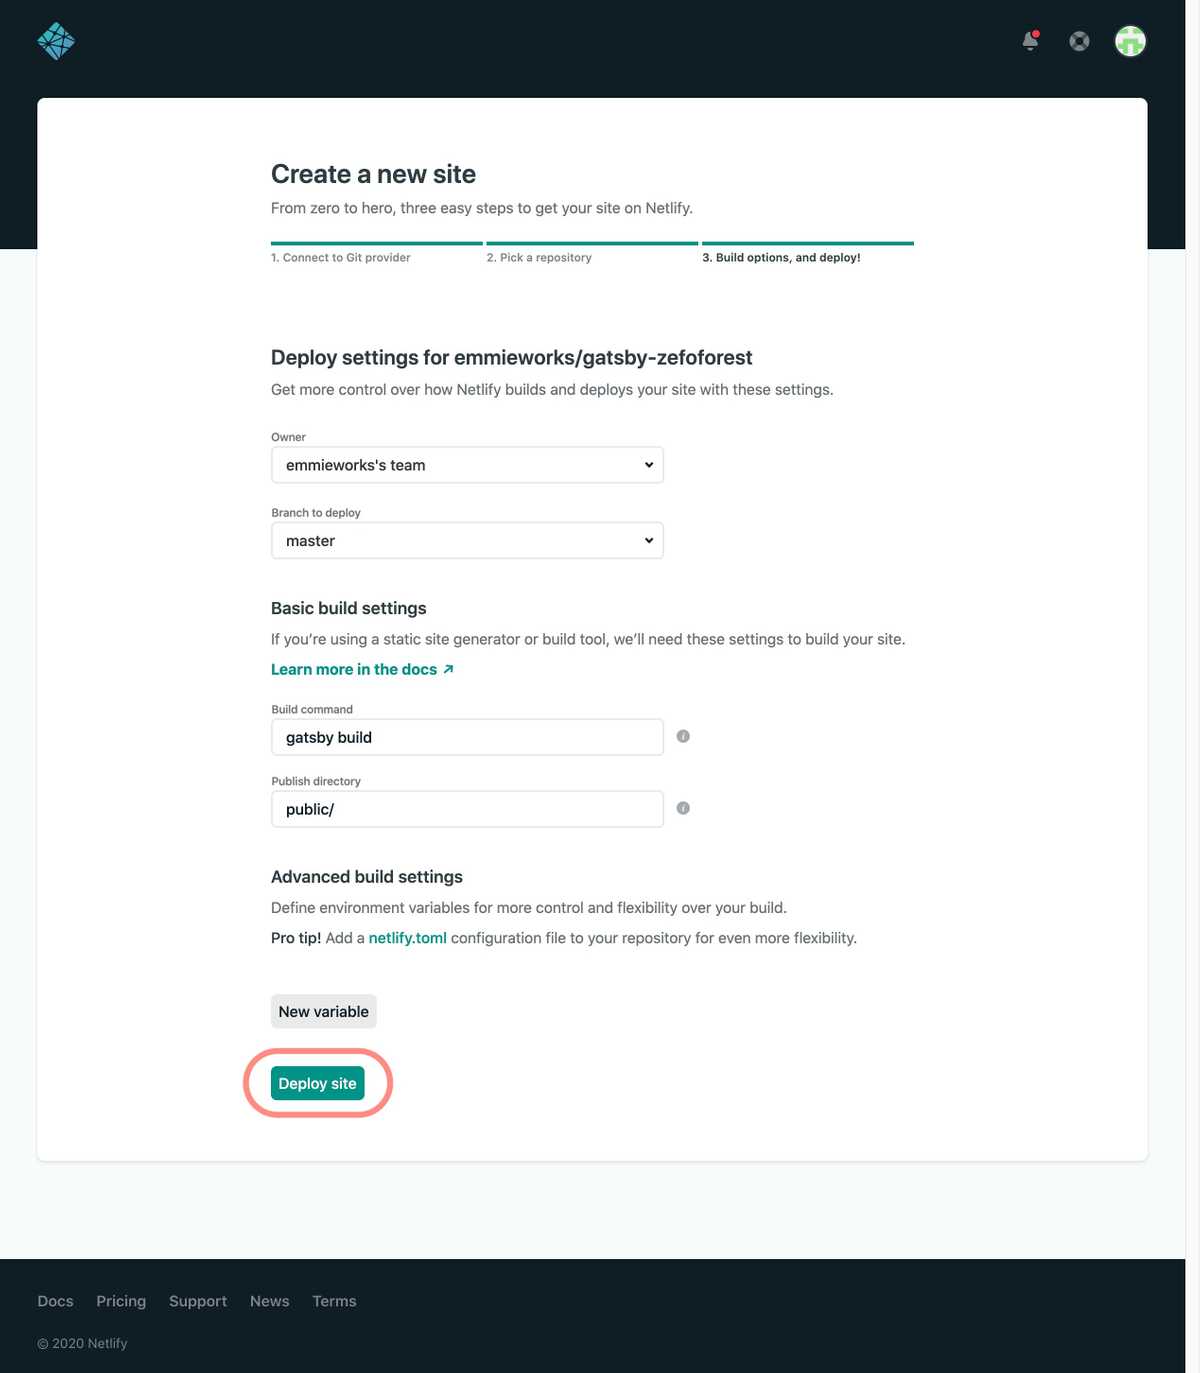 Create a new site
From zero to hero, three easy steps to get your site on Netlify.
1. Connect to Git provider
2. Pick a repository
3. Build options, and deploy!
Deploy settings for emmieworks/gatsby-zefoforest
Get more control over how Netlify builds and deploys your site with these settings.
Owner
emmieworks's team
Branch to deploy
master
Basic build settings
If you’re using a static site generator or build tool, we’ll need these settings to build your site.
Learn more in the docs ↗
Build command
gatsby build
Publish directory
public/
Advanced build settings
Define environment variables for more control and flexibility over your build.
Pro tip! Add a netlify.toml configuration file to your repository for even more flexibility.
New variable
Deploy site
Docs Pricing Support News Terms
© 2020 Netlify